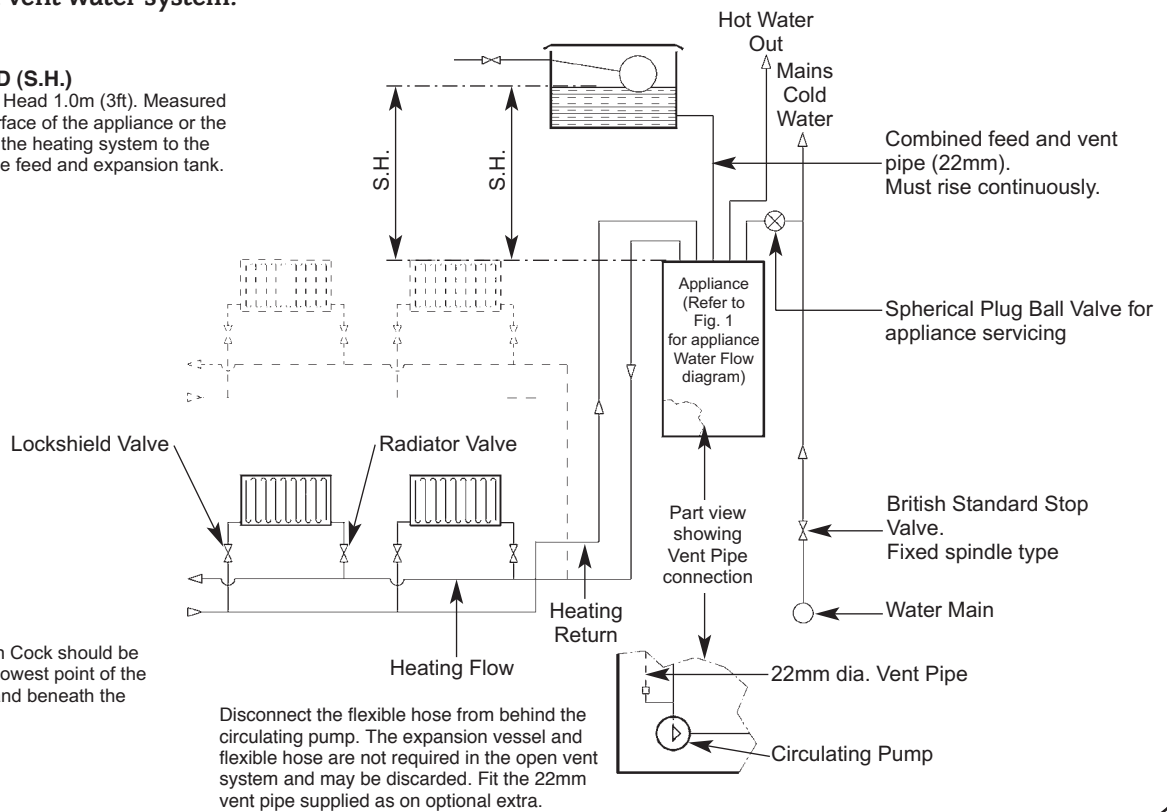 vent water system.
D (S.H.)
Head 1.0m (3ft). Measured
rface of the appliance or the
the heating system to the
e feed and expansion tank.
S.H.
S.H.
Hot Water
Out
Mains
Cold
Water
Combined feed and vent
pipe (22mm).
Must rise continuously.
Appliance
(Refer to
Fig. 1
for appliance
Water Flow
diagram)
Spherical Plug Ball Valve for
appliance servicing
Lockshield Valve
Radiator Valve
Part view
showing
Vent Pipe
connection
British Standard Stop
Valve.
Fixed spindle type
Water Main
Heating
Return
Heating Flow
n Cock should be
owest point of the
nd beneath the
22mm dia. Vent Pipe
Circulating Pump
Disconnect the flexible hose from behind the
circulating pump. The expansion vessel and
flexible hose are not required in the open vent
system and may be discarded. Fit the 22mm
vent pipe supplied as on optional extra.